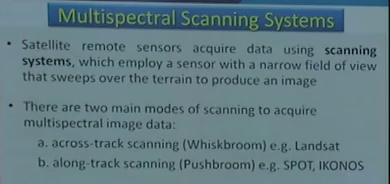 Multispectral Scanning Systems
• Satellite remote sensors acquire data using scanning
systems, which employ a sensor with a narrow field of view
that sweeps over the terrain to produce an image
• There are two main modes of scanning to acquire
multispectral image data:
a. across-track scanning (Whiskbroom) e.g. Landsat
b. along-track scanning (Pushbroom) e.g. SPOT, IKONOS